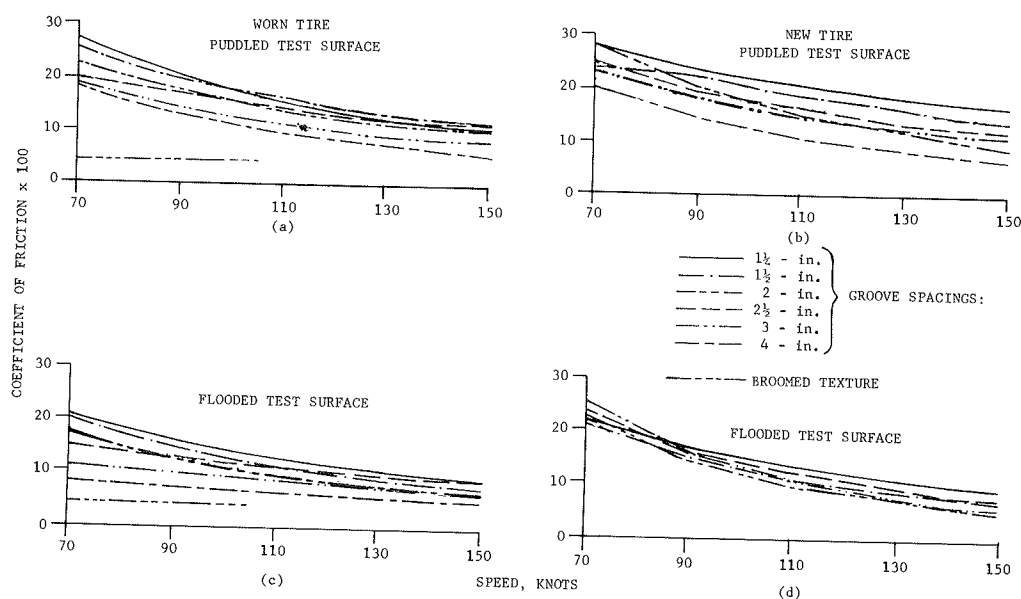 WORN TIRE
PUDDLED TEST SURFACE
30
20
10
0
70
90
110
130
150
(a)
NEW TIRE
PUDDLED TEST SURFACE
30
20
10
0
70
90
110
130
150
(b)
COEFFICIENT OF FRICTION x 100
1¼ - in.
1½ - in.
2 - in.
2½ - in.
3 - in.
4 - in.
GROOVE SPACINGS:
BROOMED TEXTURE
FLOODED TEST SURFACE
30
20
10
0
70
90
110
130
150
(c)
SPEED, KNOTS
FLOODED TEST SURFACE
30
20
10
0
70
90
110
130
150
(d)